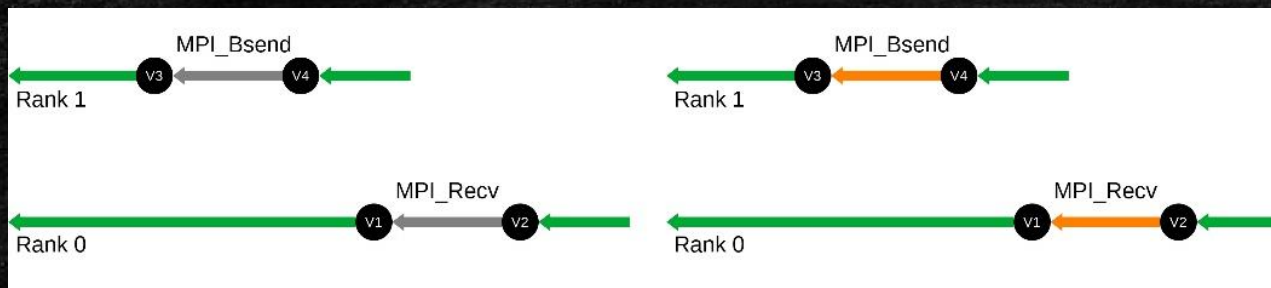 MPI_Bsend
V3
V4
Rank 1
MPI_Recv
V1
V2
Rank 0
MPI_Bsend
V3
V4
Rank 1
MPI_Recv
V1
V2
Rank 0